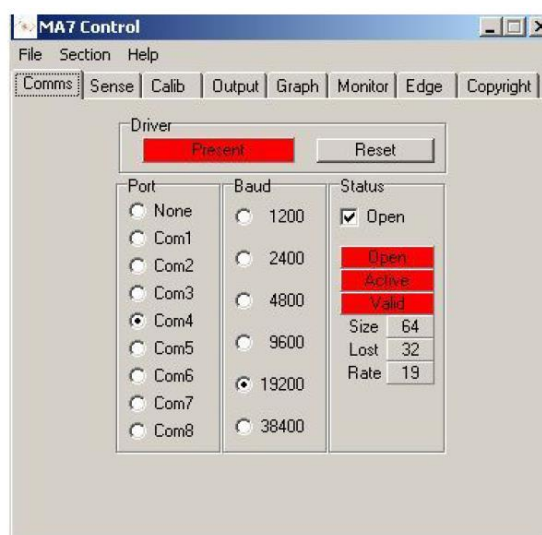 MA7 Control
File Section Help
Comms Sense Calib Output Graph Monitor Edge Copyright
Driver
Present Reset
Port
None
Com1
Com2
Com3
Com4
Com5
Com6
Com7
Com8
Baud
1200
2400
4800
9600
19200
38400
Status
Open
Open
Active
Valid
Size 64
Lost 32
Rate 19